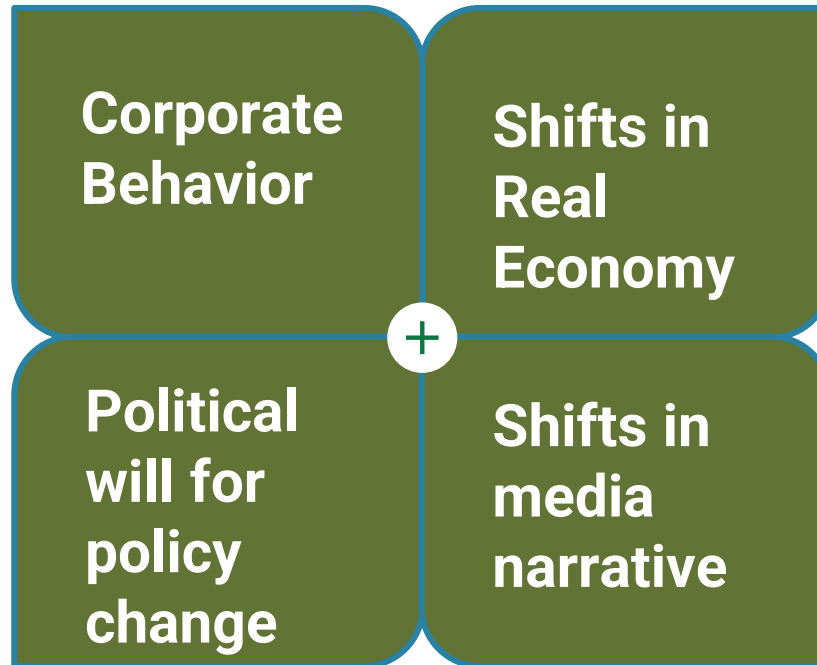 Corporate
Behavior
Shifts in
Real
Economy
+
Political
will for
policy
change
Shifts in
media
narrative